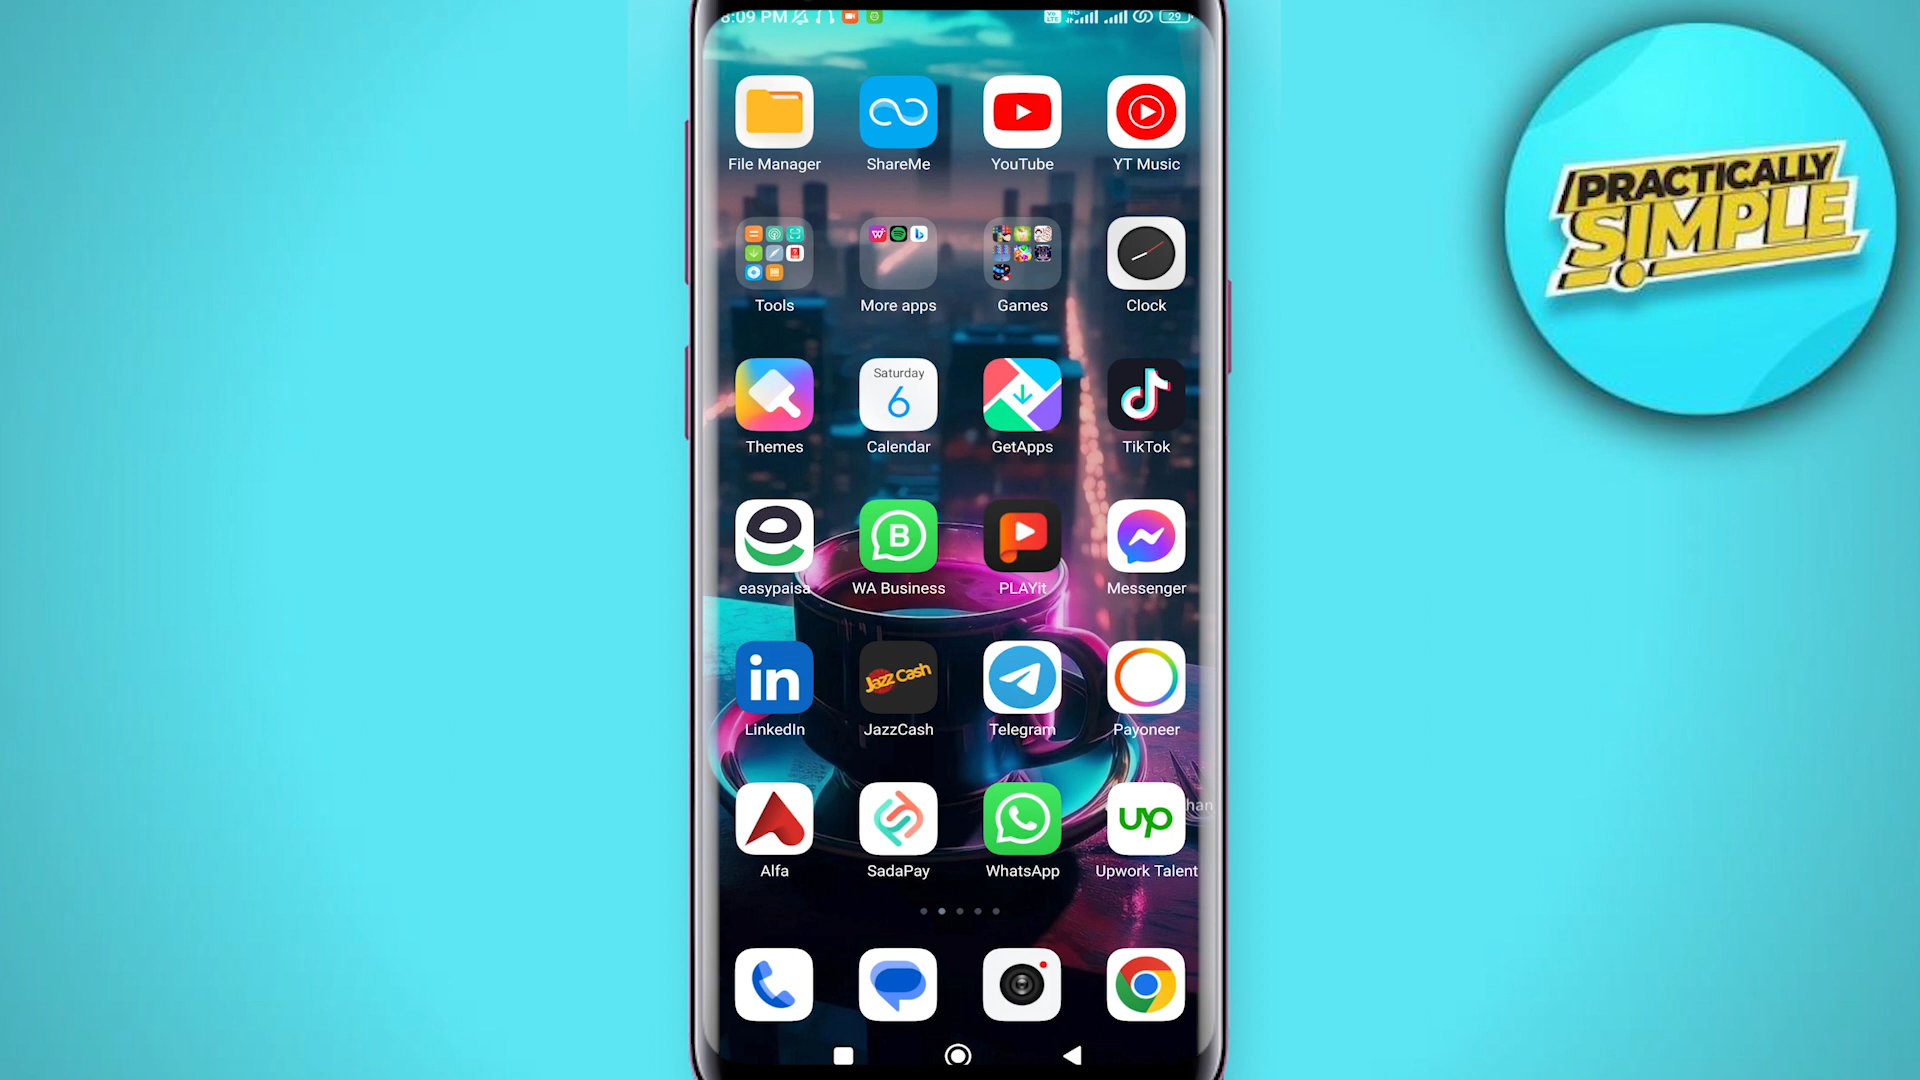 8:09 PM
29
File Manager
ShareMe
YouTube
YT Music
Tools
More apps
Games
Clock
Saturday
6
Themes
Calendar
GetApps
TikTok
B
easypaisa
WA Business
PLAYit
Messenger
in
Jazz Cash
LinkedIn
JazzCash
Telegram
Payoneer
up
Alfa
SadaPay
WhatsApp
Upwork Talent
PRACTICALLY
SIMPLE